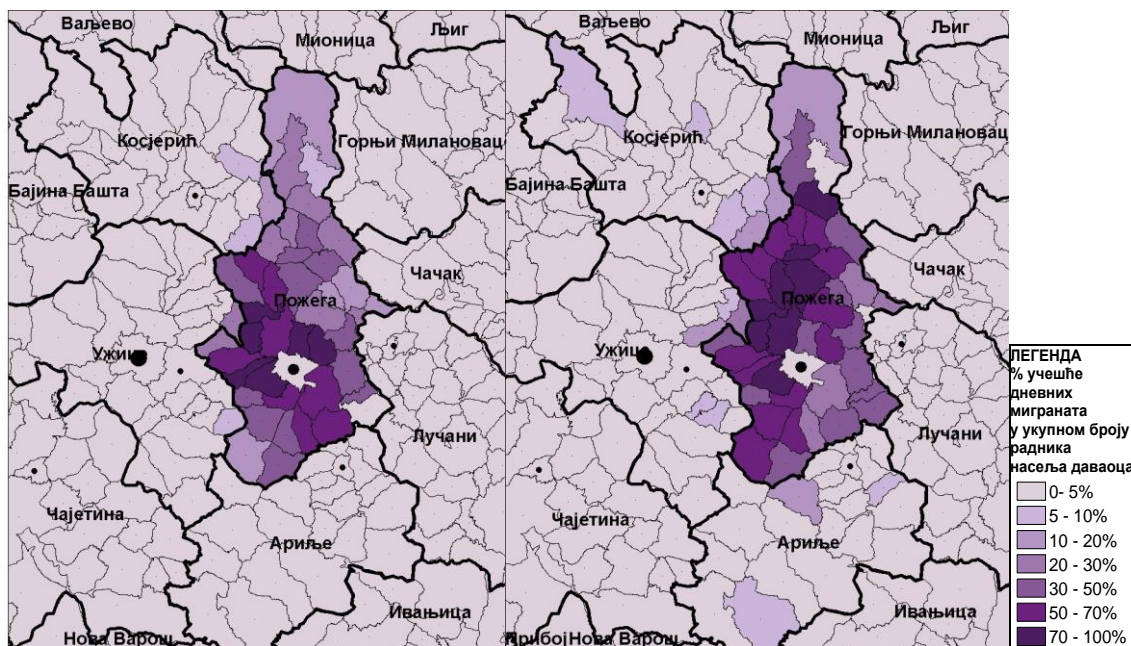 Ваљево
Мионица
Љиг
Косјерић
Горњи Милановац
Бајина Башта
Чачак
Пожега
Ужице
Лучани
Чајетина
Ариље
Ивањица
Нова Варош
Ваљево
Мионица
Љиг
Косјерић
Горњи Милановац
Бајина Башта
Чачак
Пожега
Ужице
Лучани
Чајетина
Ариље
Ивањица
Прибој
Нова Варош
ЛЕГЕНДА
% учешће
дневних
миграната
у укупном броју
радника
насеља даваоца
0- 5%
5 - 10%
10 - 20%
20 - 30%
30 - 50%
50 - 70%
70 - 100%